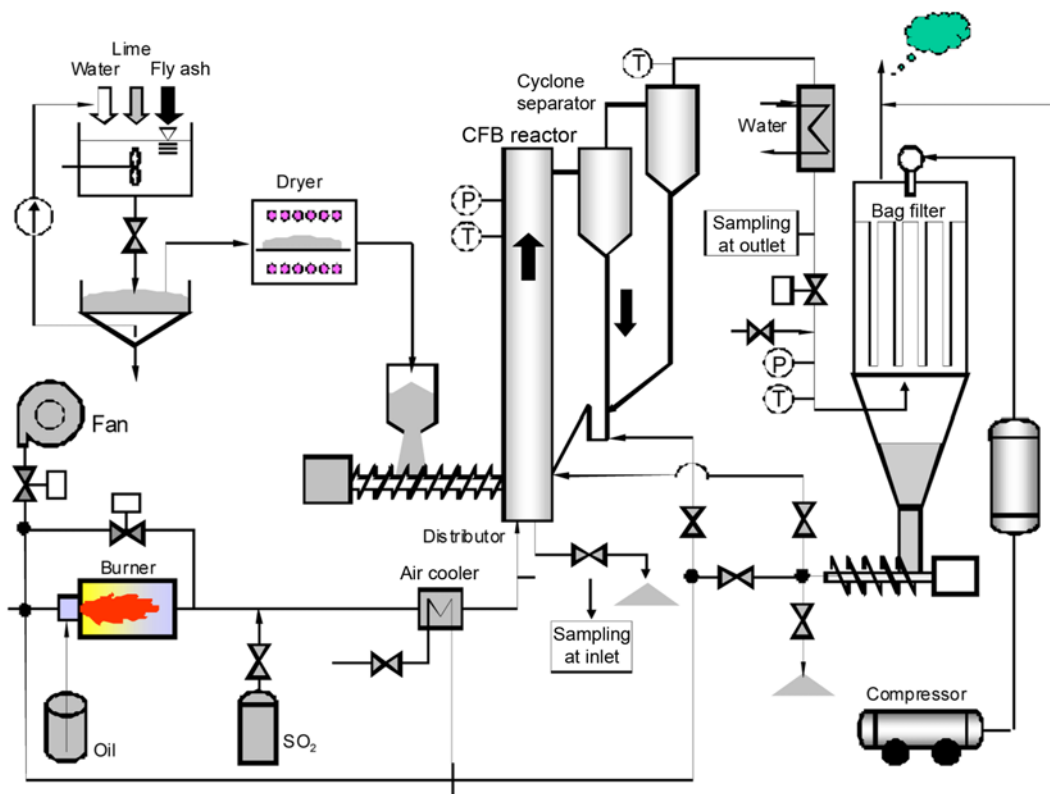 Lime
Water
Fly ash
T
Cyclone
separator
CFB reactor
Water
Dryer
P
T
Bag filter
Sampling
at outlet
P
T
Fan
Distributor
Burner
Air cooler
Sampling
at inlet
Compressor
Oil
SO₂